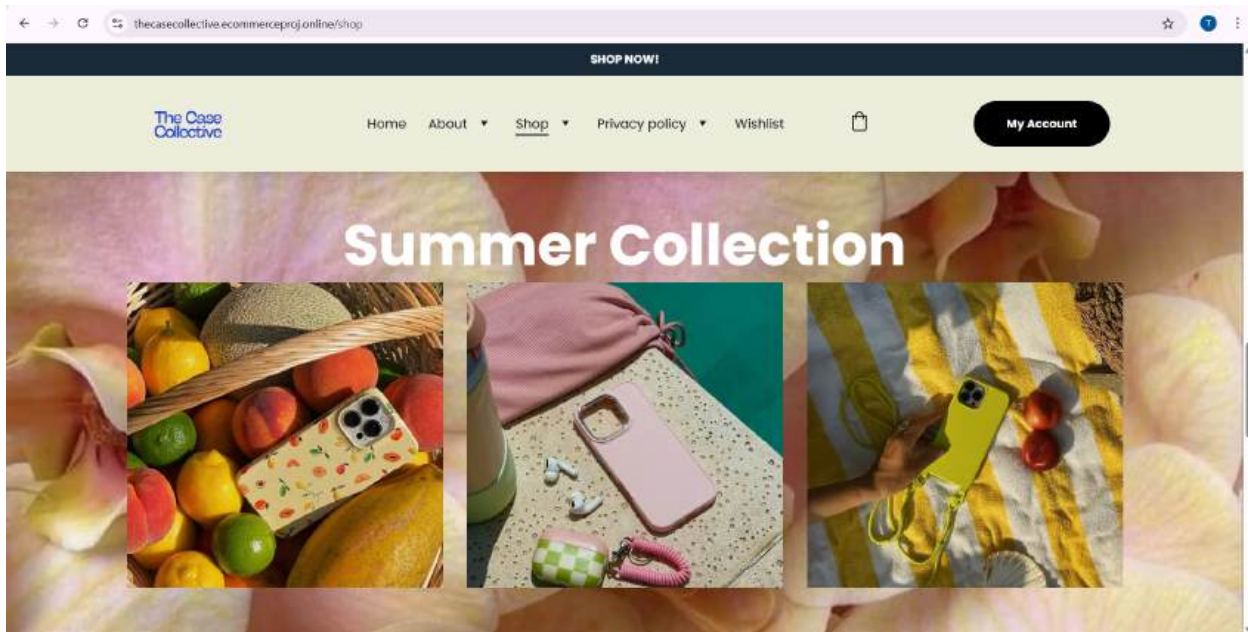 thecasecollective.ecommerceproj.online/shop
T
SHOP NOW!
The Case
Collective
Home About Shop Privacy policy Wishlist
My Account
Summer Collection